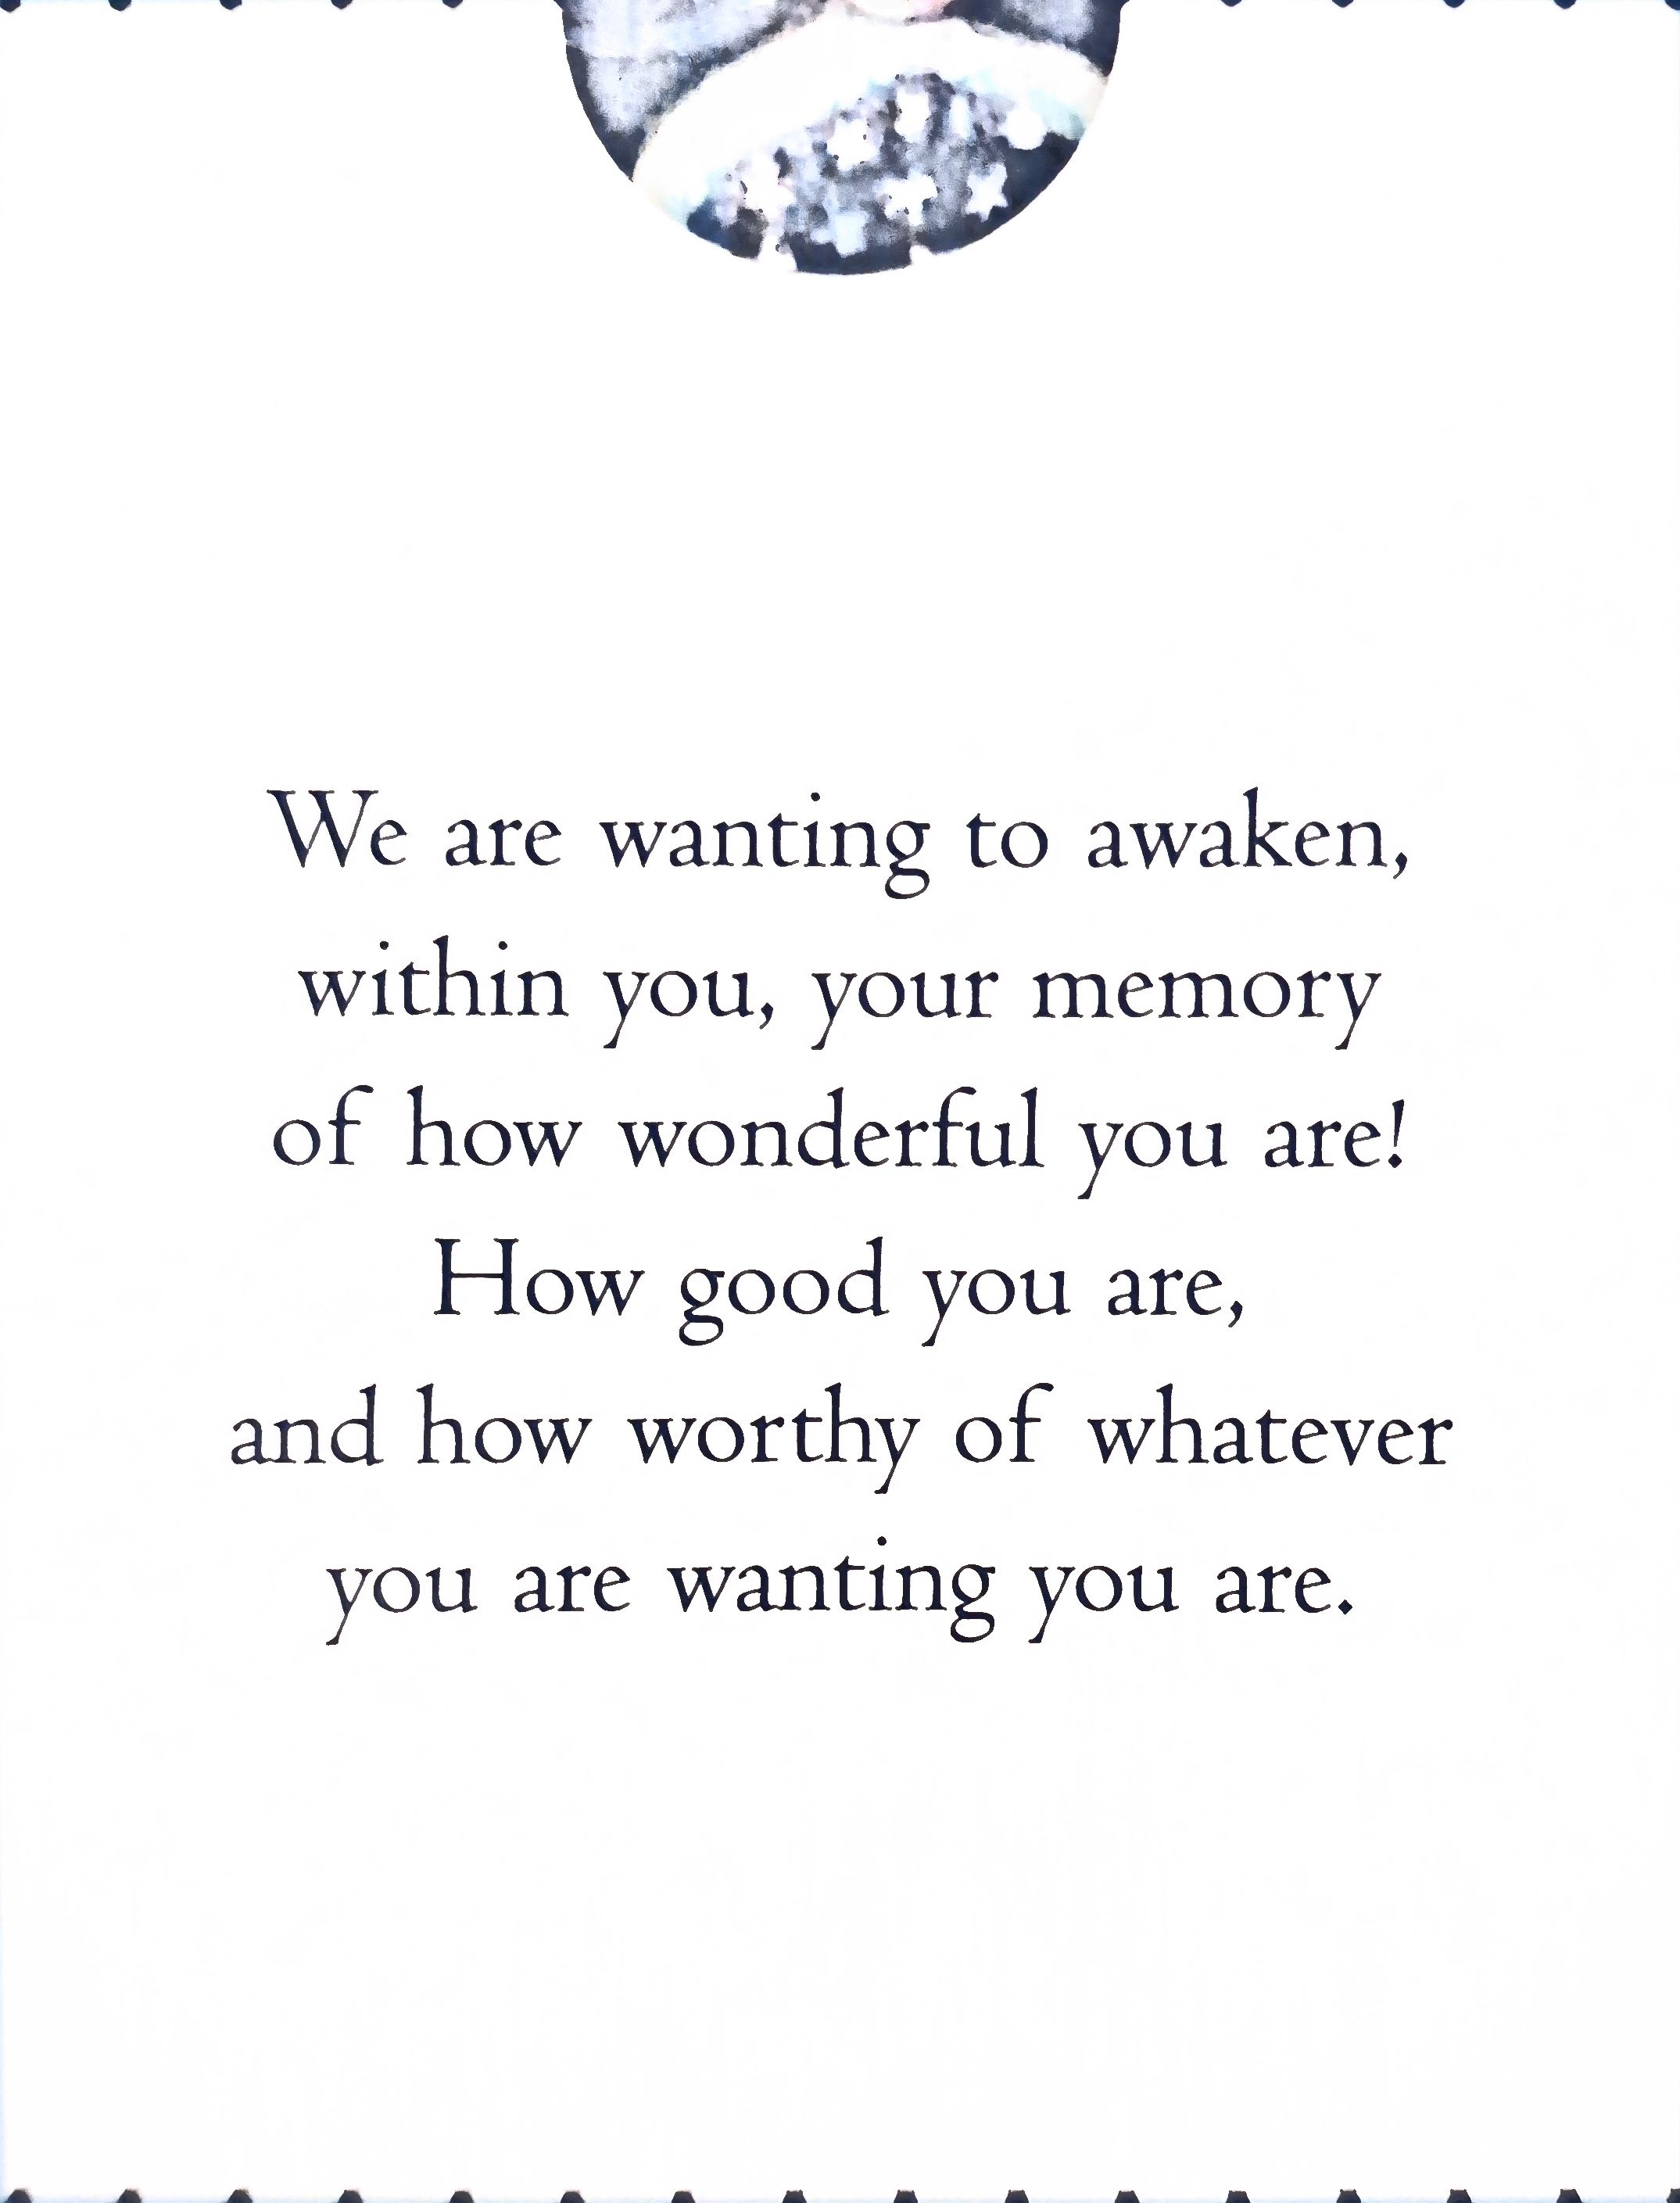 We are wanting to awaken,
within you, your memory
of how wonderful you are!
How good you are,
and how worthy of whatever
you are wanting you are.